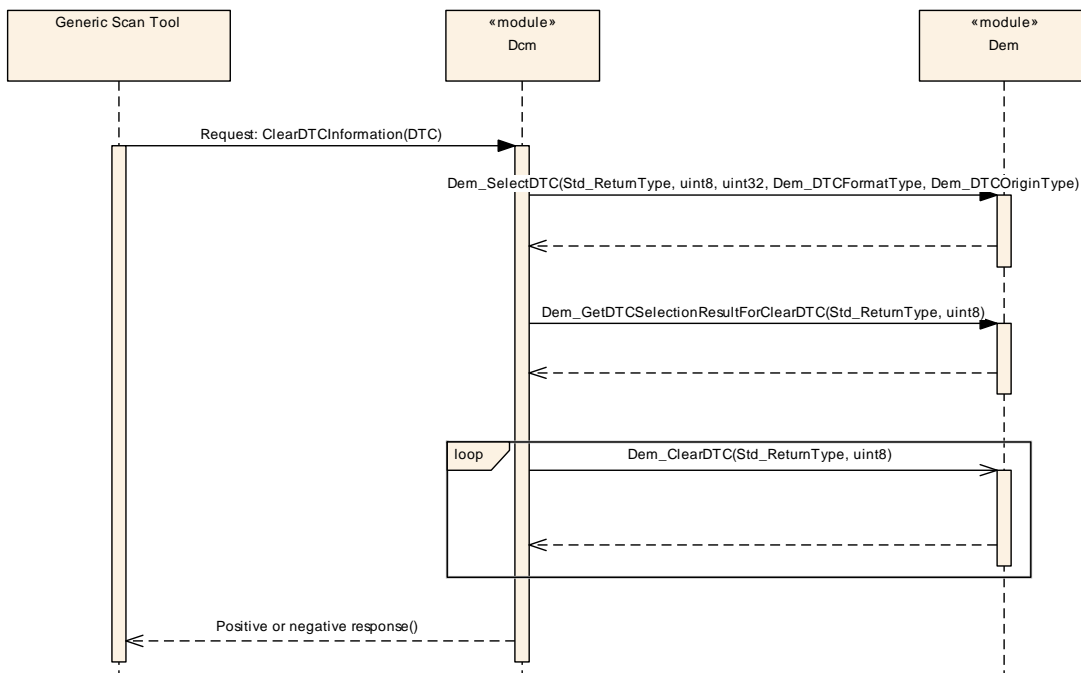 Generic Scan Tool
«module»
Dcm
«module»
Dem
Request: ClearDTCInformation(DTC)
Dem_SelectDTC(Std_ReturnType, uint8, uint32, Dem_DTCFormatType, Dem_DTCOriginType)
Dem_GetDTCSelectionResultForClearDTC(Std_ReturnType, uint8)
loop
Dem_ClearDTC(Std_ReturnType, uint8)
Positive or negative response()